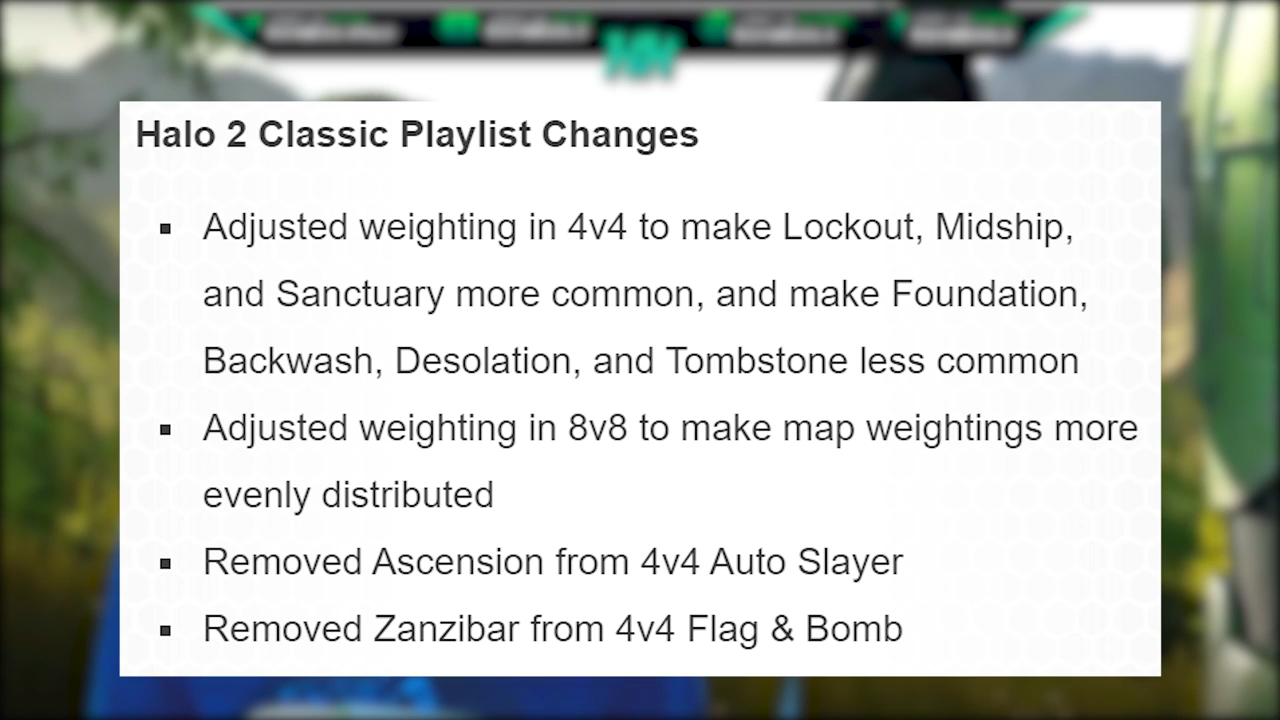 Halo 2 Classic Playlist Changes
▪ Adjusted weighting in 4v4 to make Lockout, Midship,
and Sanctuary more common, and make Foundation,
Backwash, Desolation, and Tombstone less common
▪ Adjusted weighting in 8v8 to make map weightings more
evenly distributed
▪ Removed Ascension from 4v4 Auto Slayer
▪ Removed Zanzibar from 4v4 Flag & Bomb